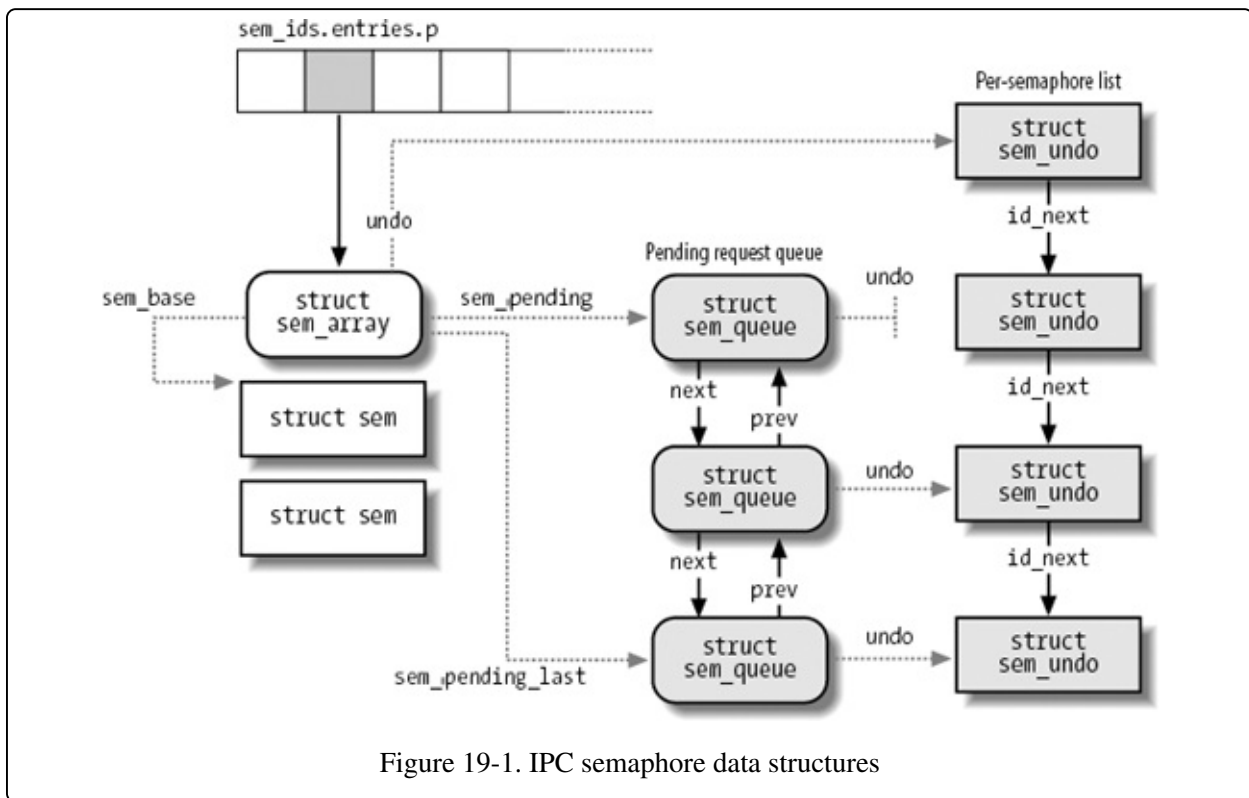 sem_ids.entries.p
Per-semaphore list
struct
sem_undo
undo
id_next
Pending request queue
sem_base
struct
sem_array
sem_pending
struct
sem_queue
undo
struct
sem_undo
next
prev
id_next
struct sem
struct
sem_queue
undo
struct
sem_undo
struct sem
next
prev
id_next
sem_pending_last
struct
sem_queue
undo
struct
sem_undo
Figure 19-1. IPC semaphore data structures